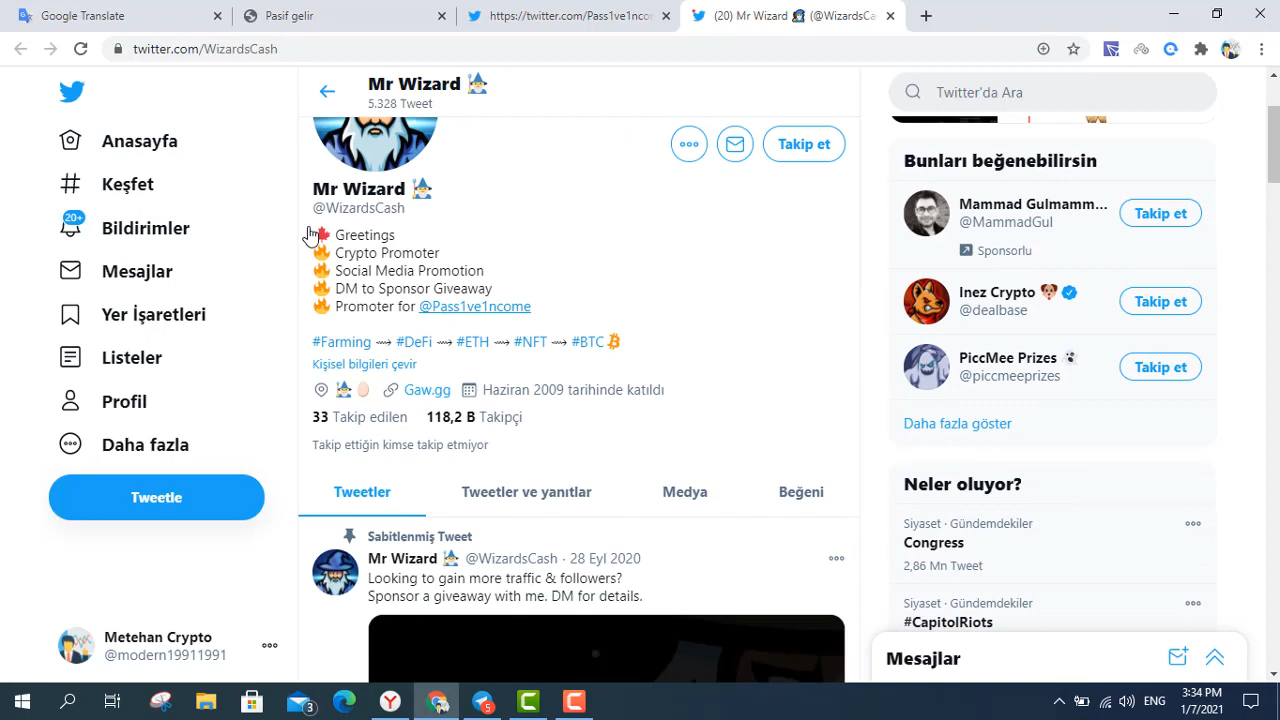 Google Translate
Pasif gelir
https://twitter.com/Pass1ve1ncon
(20) Mr Wizard (@WizardsCas
twitter.com/WizardsCash
Mr Wizard
5.328 Tweet
Twitter'da Ara
Takip et
Anasayfa
Keşfet
20+
Bildirimler
Mesajlar
Yer İşaretleri
Listeler
Profil
Daha fazla
Tweetle
Metehan Crypto
@modern19911991
Mr Wizard
@WizardsCash
Greetings
Crypto Promoter
Social Media Promotion
DM to Sponsor Giveaway
Promoter for @Pass1ve1ncome
#Farming ⟿ #DeFi ⟿ #ETH ⟿ #NFT ⟿ #BTC
Kişisel bilgileri çevir
Gaw.gg Haziran 2009 tarihinde katıldı
33 Takip edilen 118,2 B Takipçi
Takip ettiğin kimse takip etmiyor
Tweetler Tweetler ve yanıtlar Medya Beğeni
Sabitlenmiş Tweet
Mr Wizard @WizardsCash · 28 Eyl 2020
Looking to gain more traffic & followers?
Sponsor a giveaway with me. DM for details.
Bunları beğenebilirsin
Mammad Gulmamm...
@MammadGul
Takip et
Sponsorlu
Inez Crypto
@dealbase
Takip et
PiccMee Prizes
@piccmeeprizes
Takip et
Daha fazla göster
Neler oluyor?
Siyaset · Gündemdekiler
Congress
2,86 Mn Tweet
Siyaset · Gündemdekiler
#CapitolRiots
Mesajlar
3
5
ENG
3:34 PM
1/7/2021